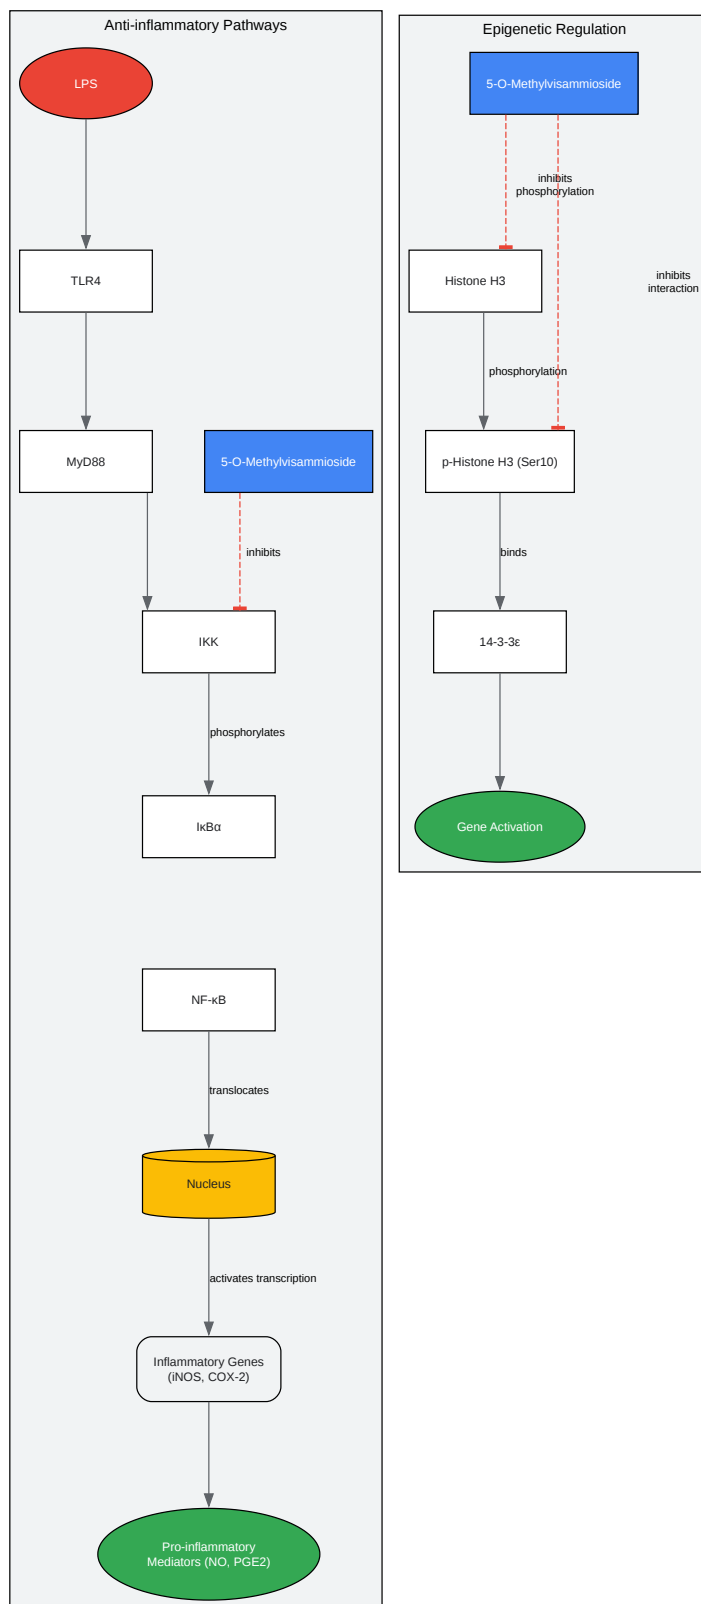 Anti-inflammatory Pathways
LPS
TLR4
MyD88
5-O-Methylvisammioside
inhibits
IKK
phosphorylates
IκBα
NF-κB
translocates
Nucleus
activates transcription
Inflammatory Genes
(iNOS, COX-2)
Pro-inflammatory
Mediators (NO, PGE2)
Epigenetic Regulation
5-O-Methylvisammioside
inhibits
phosphorylation
inhibits
interaction
Histone H3
phosphorylation
p-Histone H3 (Ser10)
binds
14-3-3ε
Gene Activation